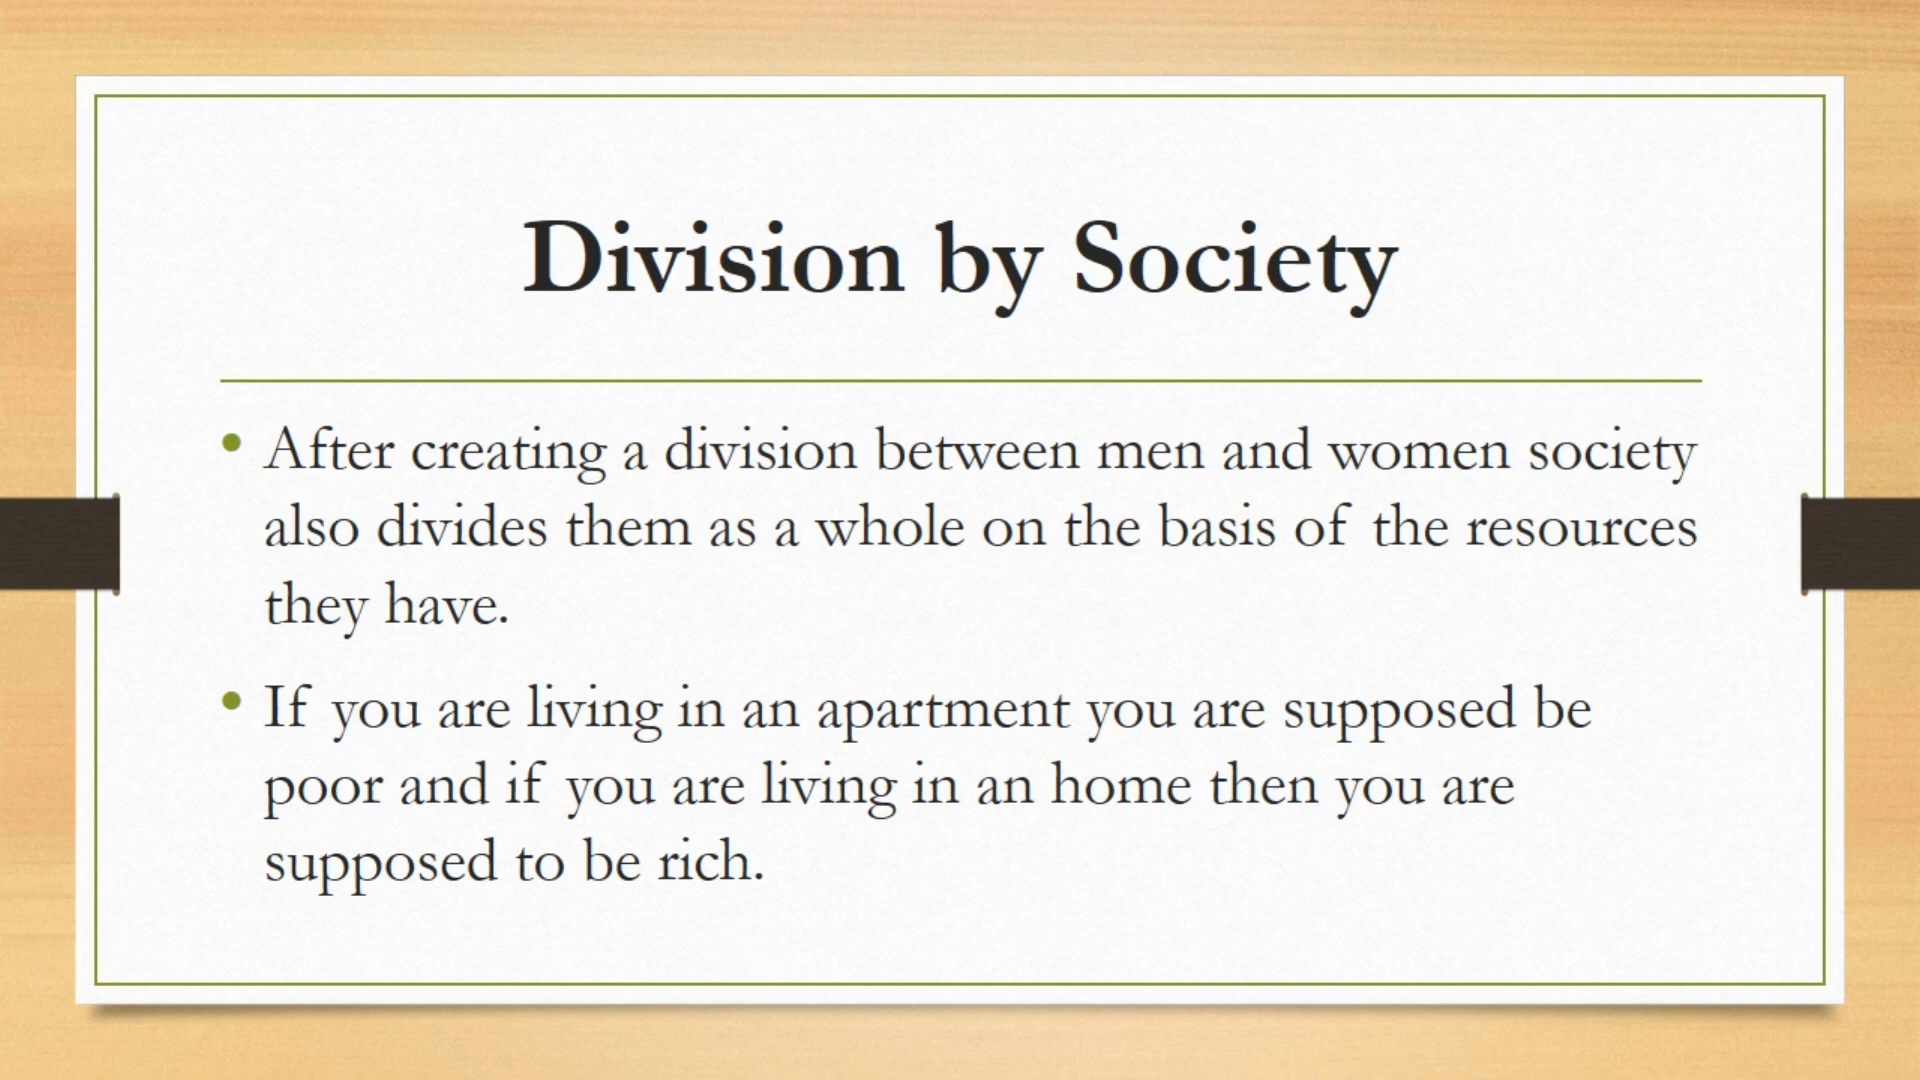 Division by Society
• After creating a division between men and women society
also divides them as a whole on the basis of the resources
they have.
• If you are living in an apartment you are supposed be
poor and if you are living in an home then you are
supposed to be rich.